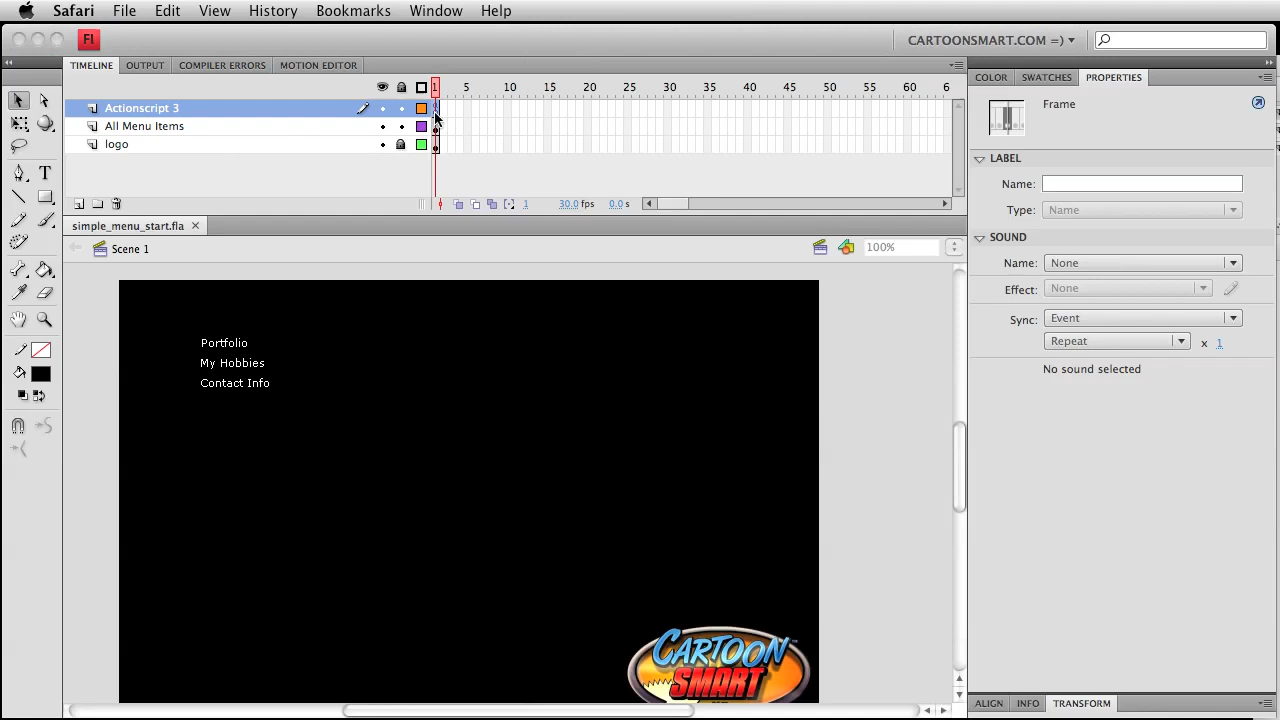 Safari File Edit View History Bookmarks Window Help
Fl CARTOONSMART.COM =)
TIMELINE OUTPUT COMPILER ERRORS MOTION EDITOR
COLOR SWATCHES PROPERTIES
1 5 10 15 20 25 30 35 40 45 50 55 60 6
Actionscript 3
All Menu Items
logo
1 30.0 fps 0.0 s
simple_menu_start.fla
Scene 1
100%
Portfolio
My Hobbies
Contact Info
CARTOON
SMART
Frame
LABEL
Name:
Type: Name
SOUND
Name: None
Effect: None
Sync: Event
Repeat x 1
No sound selected
ALIGN INFO TRANSFORM